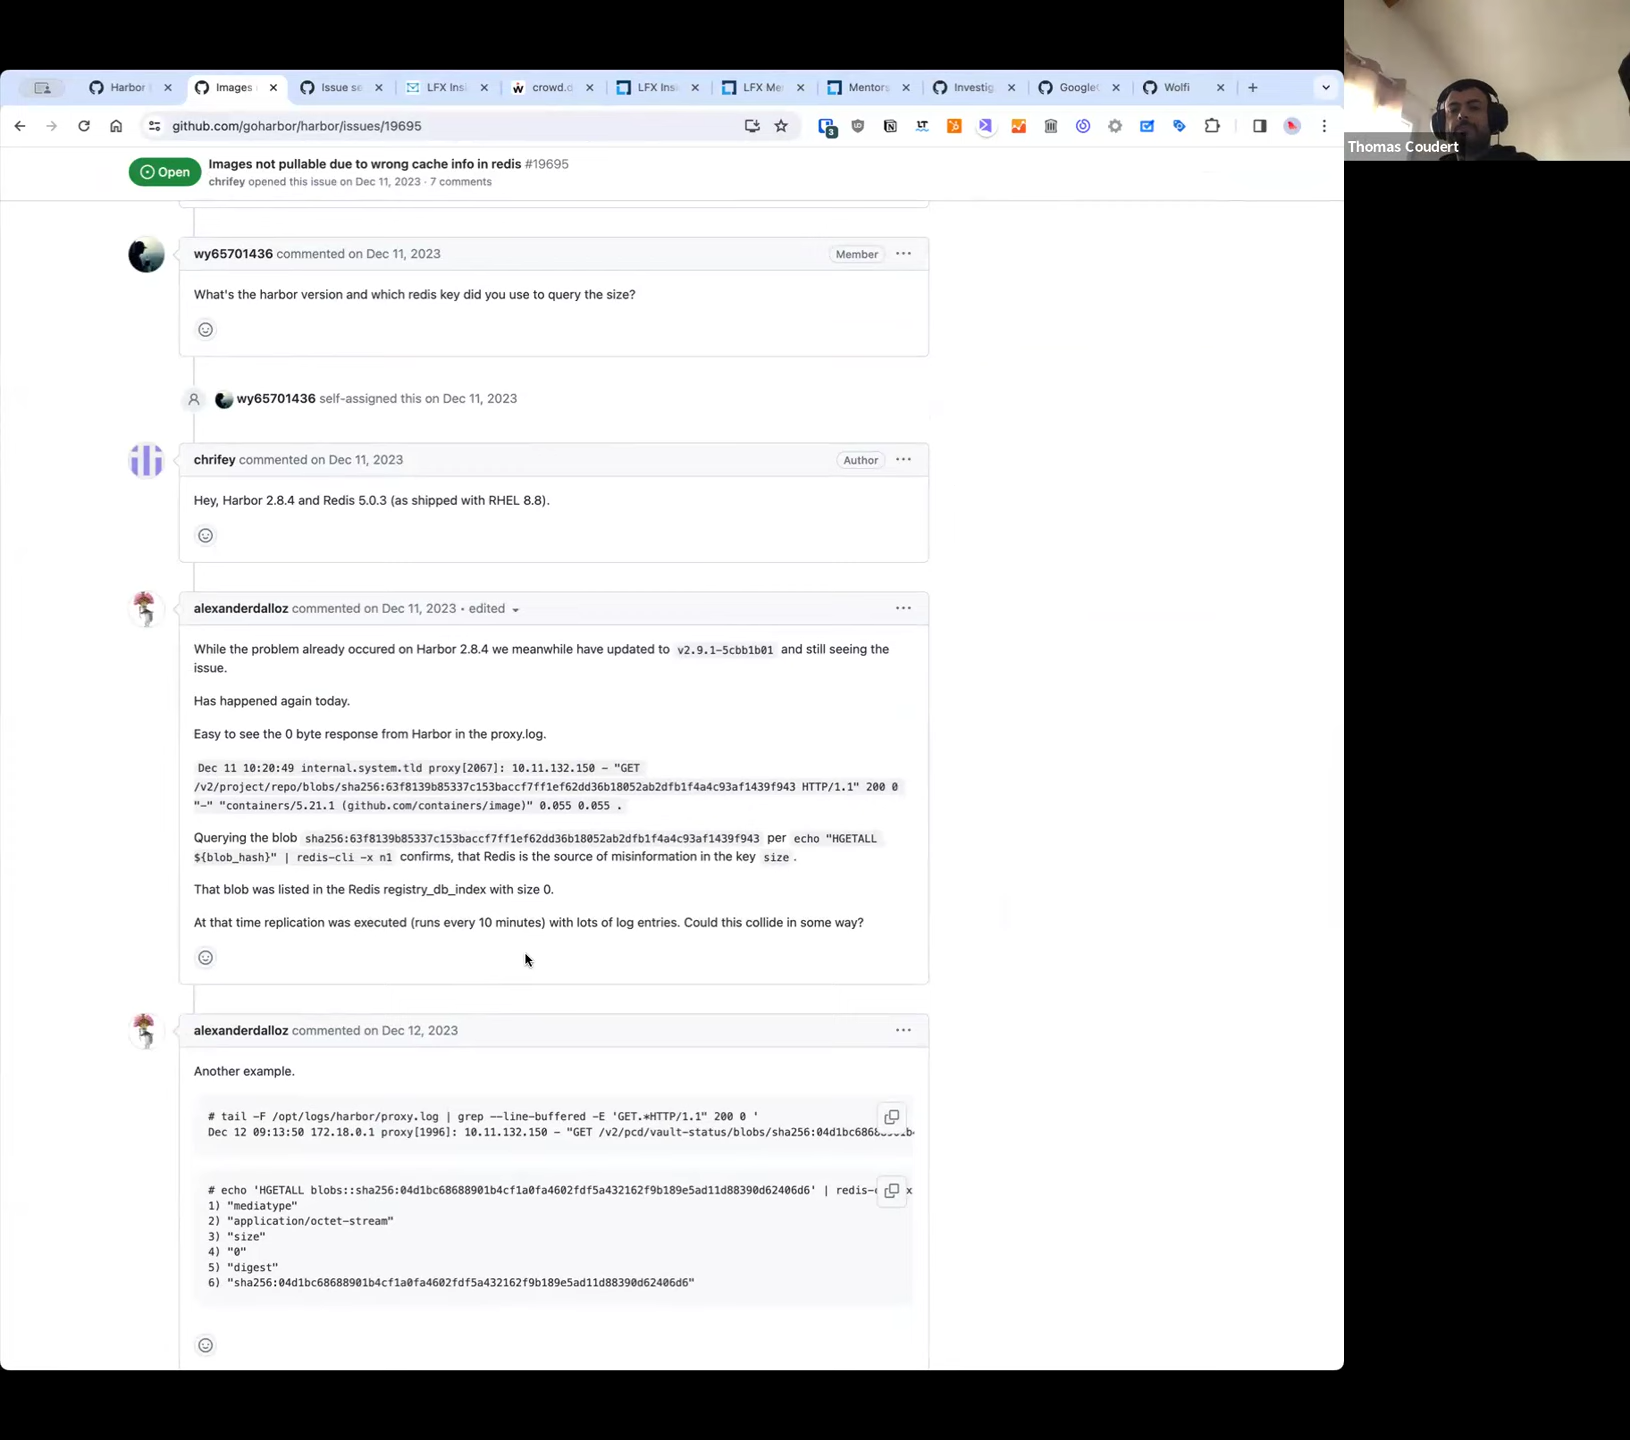 Harbor
Images
Issue se
LFX Insi
crowd.o
LFX Insi
LFX Me
Mentors
Investig
Google
Wolfi
github.com/goharbor/harbor/issues/19695
3
Thomas Coudert
Open
Images not pullable due to wrong cache info in redis #19695
chrifey opened this issue on Dec 11, 2023 · 7 comments
wy65701436 commented on Dec 11, 2023
Member
What's the harbor version and which redis key did you use to query the size?
wy65701436 self-assigned this on Dec 11, 2023
chrifey commented on Dec 11, 2023
Author
Hey, Harbor 2.8.4 and Redis 5.0.3 (as shipped with RHEL 8.8).
alexanderdalloz commented on Dec 11, 2023 • edited
While the problem already occured on Harbor 2.8.4 we meanwhile have updated to v2.9.1-5cbb1b01 and still seeing the
issue.
Has happened again today.
Easy to see the 0 byte response from Harbor in the proxy.log.
Dec 11 10:20:49 internal.system.tld proxy[2067]: 10.11.132.150 - "GET
/v2/project/repo/blobs/sha256:63f8139b85337c153baccf7ff1ef62dd36b18052ab2dfb1f4a4c93af1439f943 HTTP/1.1" 200 0
"-" "containers/5.21.1 (github.com/containers/image)" 0.055 0.055 .
Querying the blob sha256:63f8139b85337c153baccf7ff1ef62dd36b18052ab2dfb1f4a4c93af1439f943 per echo "HGETALL
${blob_hash}" | redis-cli -x n1 confirms, that Redis is the source of misinformation in the key size .
That blob was listed in the Redis registry_db_index with size 0.
At that time replication was executed (runs every 10 minutes) with lots of log entries. Could this collide in some way?
alexanderdalloz commented on Dec 12, 2023
Another example.
# tail -F /opt/logs/harbor/proxy.log | grep --line-buffered -E 'GET.*HTTP/1.1" 200 0 '
Dec 12 09:13:50 172.18.0.1 proxy[1996]: 10.11.132.150 - "GET /v2/pcd/vault-status/blobs/sha256:04d1bc686
# echo 'HGETALL blobs::sha256:04d1bc68688901b4cf1a0fa4602fdf5a432162f9b189e5ad11d88390d62406d6' | redis-
1) "mediatype"
2) "application/octet-stream"
3) "size"
4) "0"
5) "digest"
6) "sha256:04d1bc68688901b4cf1a0fa4602fdf5a432162f9b189e5ad11d88390d62406d6"